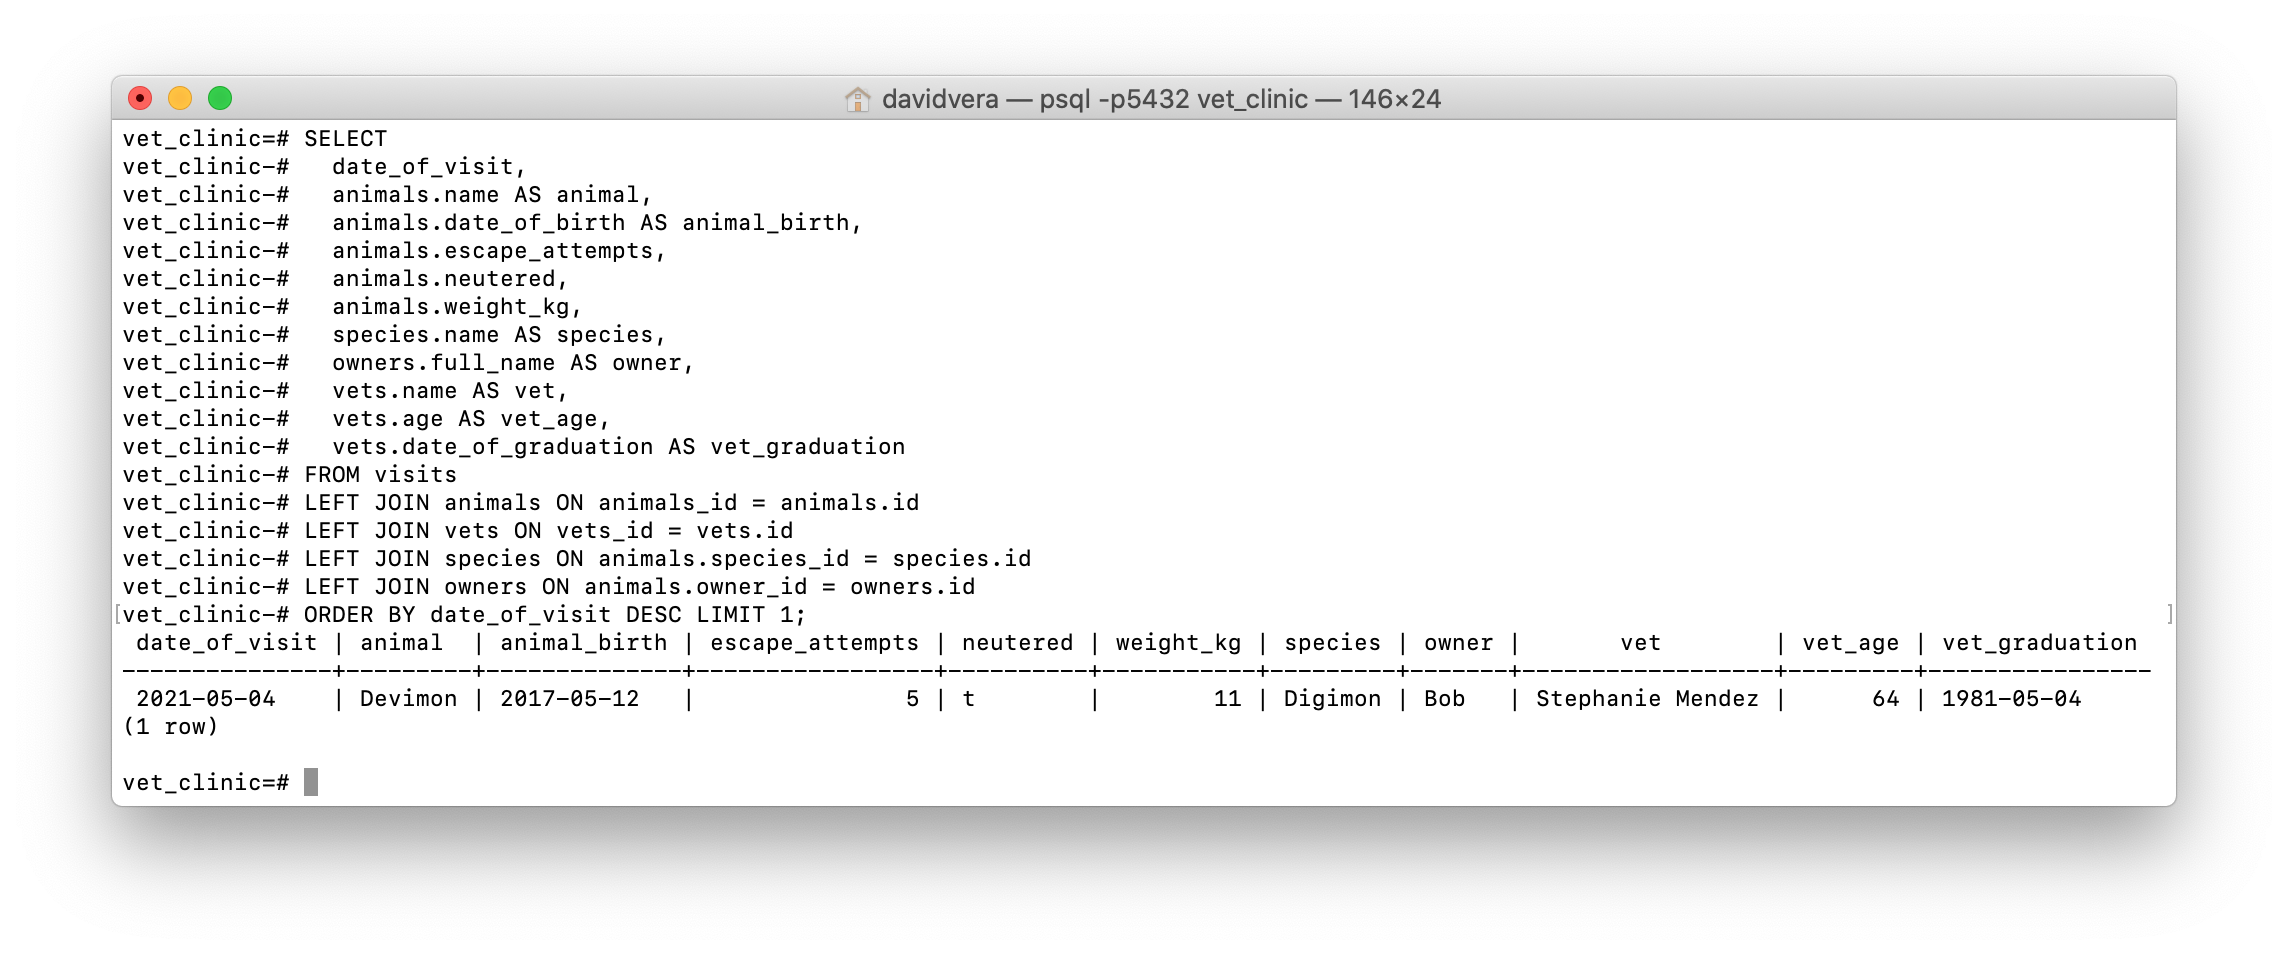 davidvera — psql -p5432 vet_clinic — 146×24
vet_clinic=# SELECT
vet_clinic-#   date_of_visit,
vet_clinic-#   animals.name AS animal,
vet_clinic-#   animals.date_of_birth AS animal_birth,
vet_clinic-#   animals.escape_attempts,
vet_clinic-#   animals.neutered,
vet_clinic-#   animals.weight_kg,
vet_clinic-#   species.name AS species,
vet_clinic-#   owners.full_name AS owner,
vet_clinic-#   vets.name AS vet,
vet_clinic-#   vets.age AS vet_age,
vet_clinic-#   vets.date_of_graduation AS vet_graduation
vet_clinic-# FROM visits
vet_clinic-# LEFT JOIN animals ON animals_id = animals.id
vet_clinic-# LEFT JOIN vets ON vets_id = vets.id
vet_clinic-# LEFT JOIN species ON animals.species_id = species.id
vet_clinic-# LEFT JOIN owners ON animals.owner_id = owners.id
[vet_clinic-# ORDER BY date_of_visit DESC LIMIT 1; ]
 date_of_visit | animal  | animal_birth | escape_attempts | neutered | weight_kg | species | owner |       vet        | vet_age | vet_graduation
---------------+---------+--------------+-----------------+----------+-----------+---------+-------+------------------+---------+----------------
 2021-05-04    | Devimon | 2017-05-12   |               5 | t        |        11 | Digimon | Bob   | Stephanie Mendez |      64 | 1981-05-04
(1 row)
vet_clinic=#